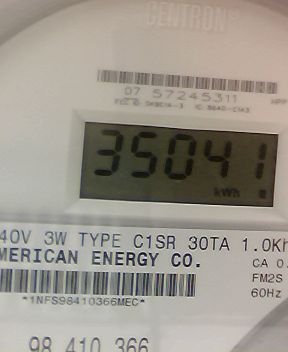 CENTRON
07 57245311
35041
kWh
40V 3W TYPE C1SR 30TA 1.0Kh
MERICAN ENERGY CO.
CA 0.
FM2S
*1NFS98410366MEC*
60Hz
98 410 366